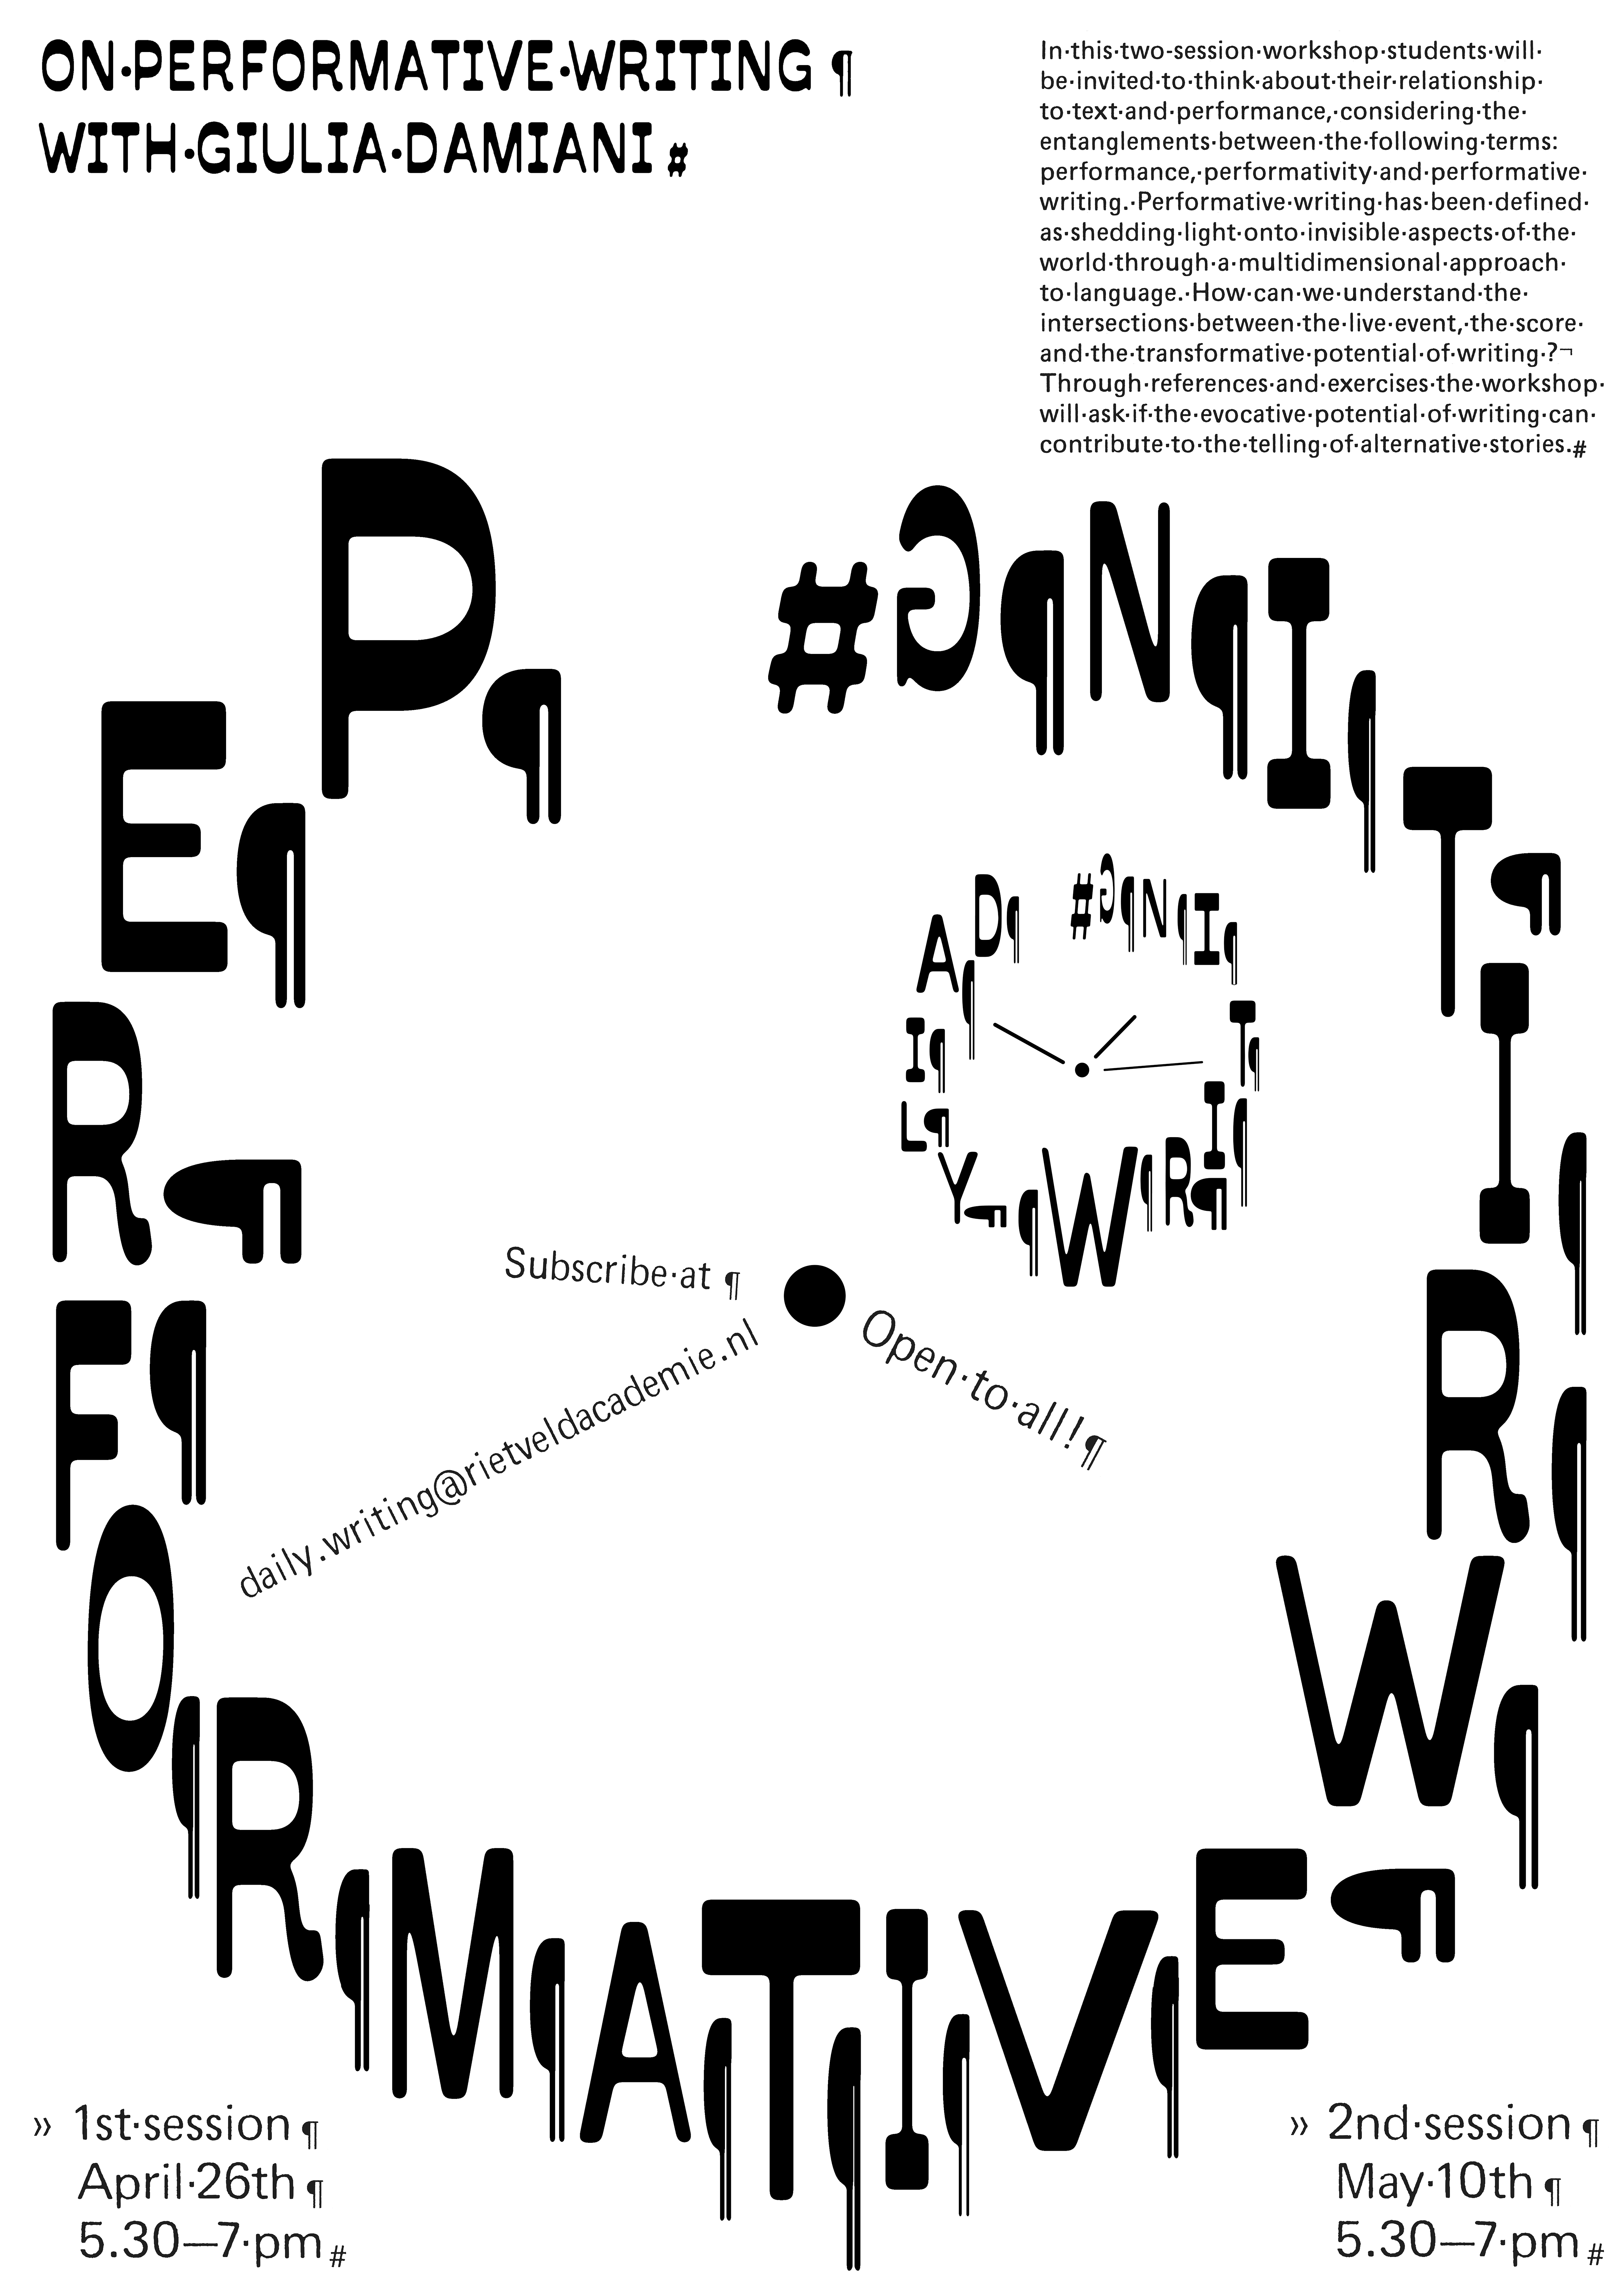 ON·PERFORMATIVE·WRITING ¶
WITH·GIULIA·DAMIANI #
In·this·two-session·workshop·students·will·
be·invited·to·think·about·their·relationship·
to·text·and·performance,·considering·the·
entanglements·between·the·following·terms:
performance,·performativity·and·performative·
writing.·Performative·writing·has·been·defined·
as·shedding·light·onto·invisible·aspects·of·the·
world·through·a·multidimensional·approach·
to·language.·How·can·we·understand·the·
intersections·between·the·live·event,·the·score·
and·the·transformative·potential·of·writing·?¬
Through·references·and·exercises·the·workshop·
will·ask·if·the·evocative·potential·of·writing·can·
contribute·to·the·telling·of·alternative·stories.#
P¶E¶R¶F¶O¶R¶M¶A¶T¶I¶V¶E¶W¶R¶I¶T¶I¶N¶G#
D¶A¶I¶L¶Y¶¶W¶R¶I¶T¶I¶N¶G#
Subscribe·at ¶
daily.writing@rietveldacademie.nl
Open·to·all!¶
» 1st·session ¶
April·26th ¶
5.30—7·pm #
» 2nd·session ¶
May·10th ¶
5.30—7·pm #